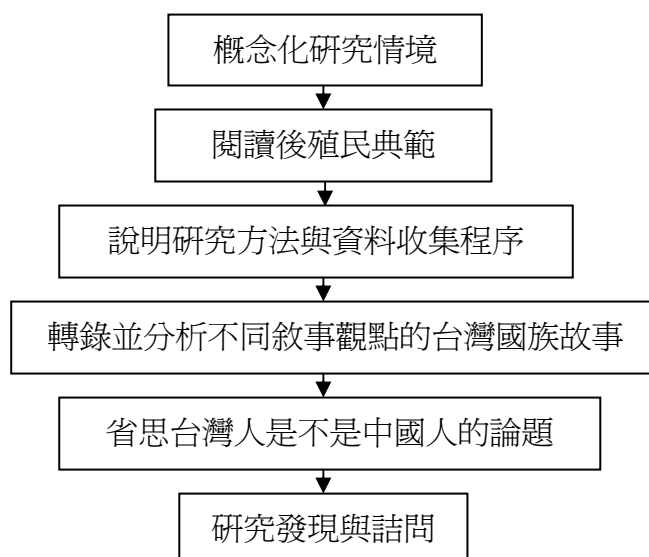 概念化研究情境
閱讀後殖民典範
說明研究方法與資料收集程序
轉錄並分析不同敘事觀點的台灣國族故事
省思台灣人是不是中國人的論題
研究發現與詰問